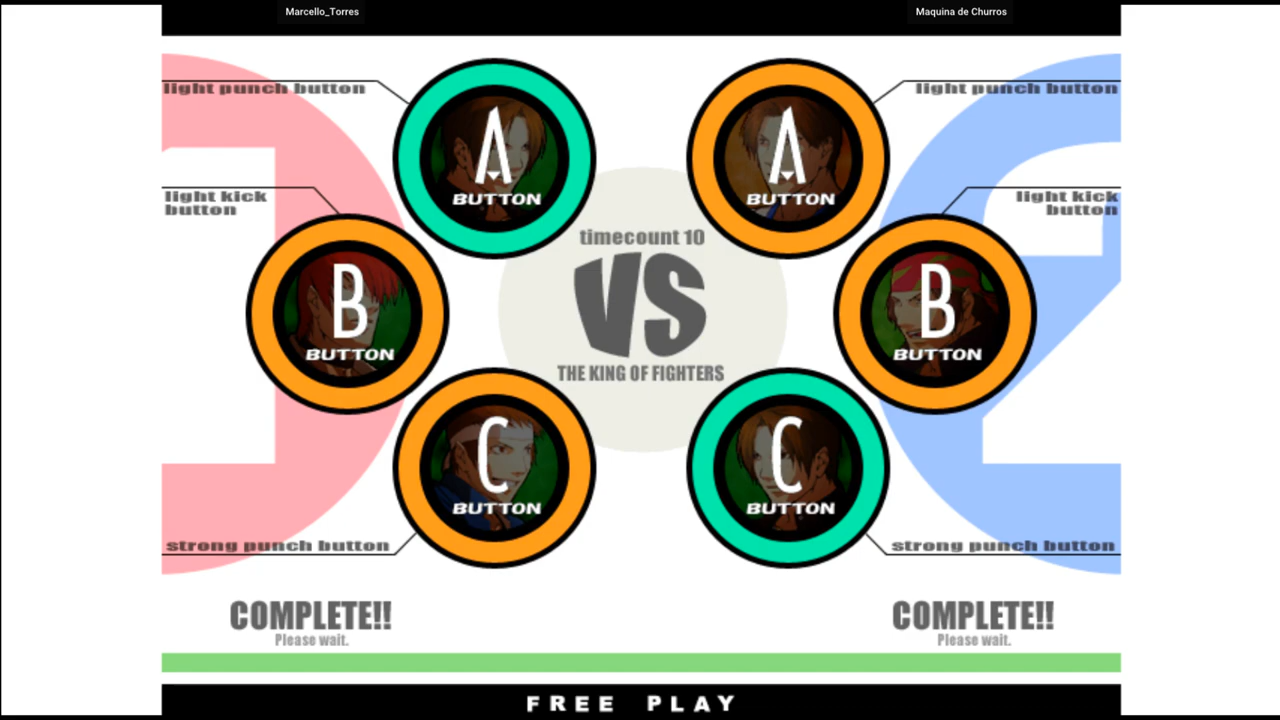 Marcello_Torres
Maquina de Churros
light punch button
light punch button
A
BUTTON
A
BUTTON
light kick
button
light kick
button
timecount 10
VS
THE KING OF FIGHTERS
B
BUTTON
B
BUTTON
C
BUTTON
C
BUTTON
strong punch button
strong punch button
COMPLETE!!
Please wait.
COMPLETE!!
Please wait.
FREE PLAY